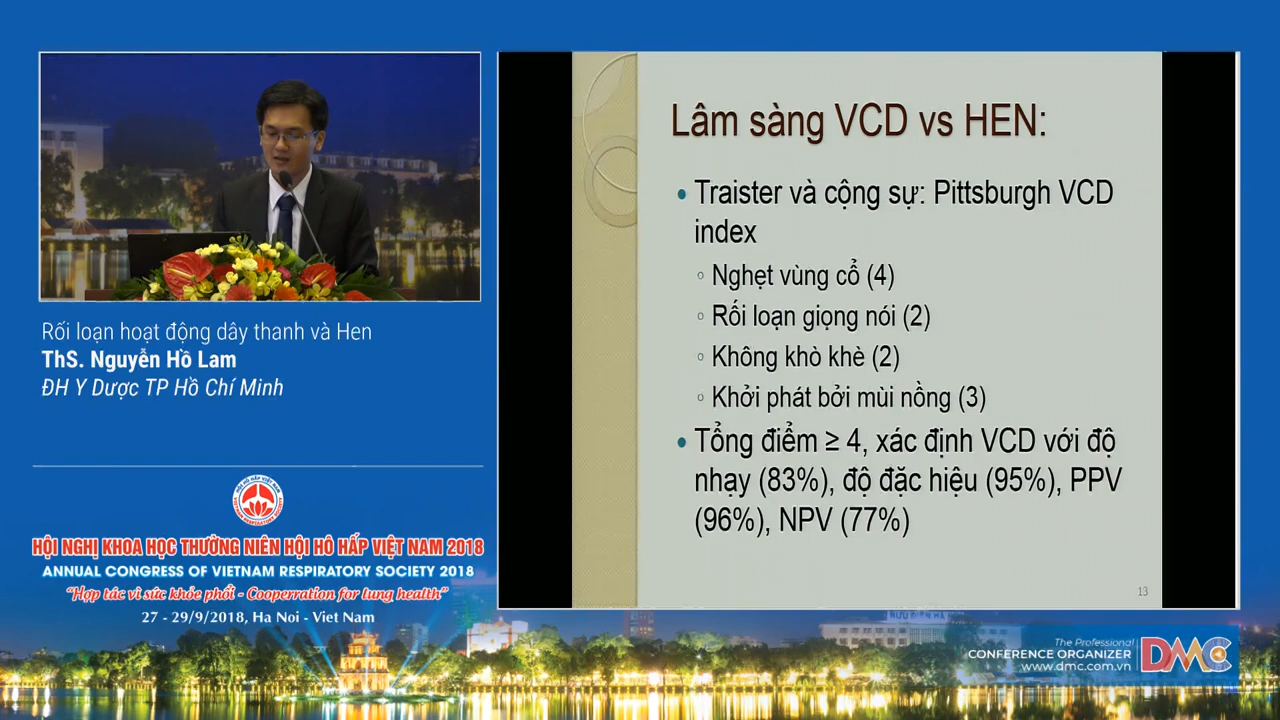 Rối loạn hoạt động dây thanh và Hen
ThS. Nguyễn Hồ Lam
ĐH Y Dược TP Hồ Chí Minh
HỘI NGHỊ KHOA HỌC THƯỜNG NIÊN HỘI HÔ HẤP VIỆT NAM 2018
ANNUAL CONGRESS OF VIETNAM RESPIRATORY SOCIETY 2018
"Hợp tác vì sức khỏe phổi - Cooperration for lung health"
27 - 29/9/2018, Ha Noi - Viet Nam
Lâm sàng VCD vs HEN:
• Traister và cộng sự: Pittsburgh VCD
index
◦ Nghẹt vùng cổ (4)
◦ Rối loạn giọng nói (2)
◦ Không khò khè (2)
◦ Khởi phát bởi mùi nồng (3)
• Tổng điểm ≥ 4, xác định VCD với độ
nhạy (83%), độ đặc hiệu (95%), PPV
(96%), NPV (77%)
13
The Professional
CONFERENCE ORGANIZER
www.dmc.com.vn
DMC